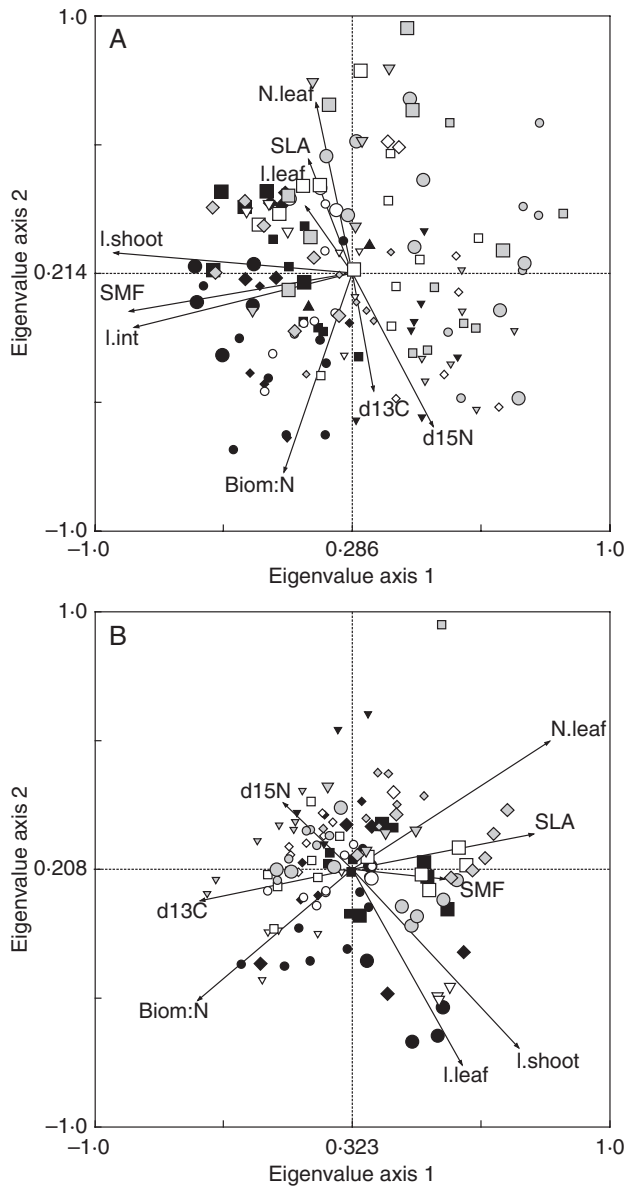 A
1·0
N.leaf
SLA
l.leaf
l.shoot
0·214
SMF
l.int
d13C
d15N
Biom:N
Eigenvalue axis 2
–1·0
–1·0
0·286
1·0
Eigenvalue axis 1
B
1·0
N.leaf
d15N
SLA
0·208
SMF
d13C
Biom:N
l.shoot
l.leaf
Eigenvalue axis 2
–1·0
–1·0
0·323
1·0
Eigenvalue axis 1